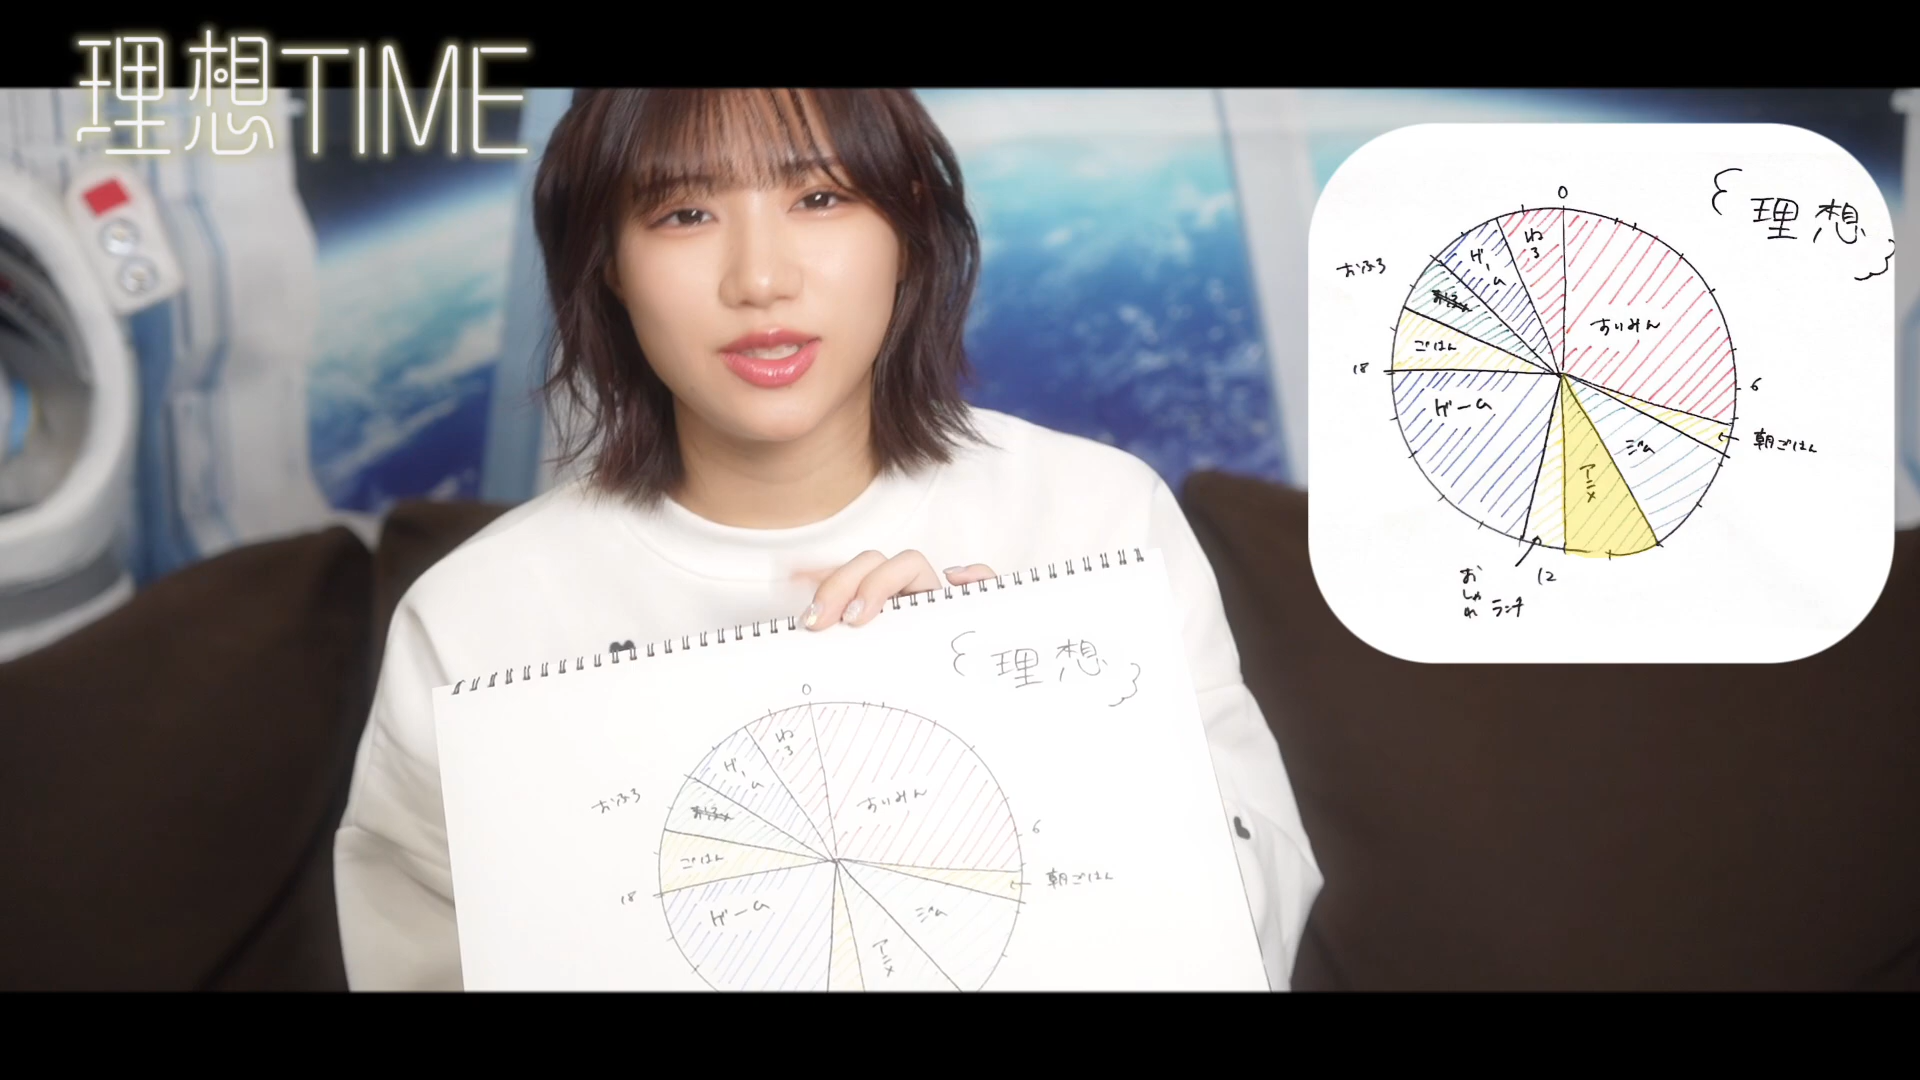 理想TIME
理想
0
ねる
ゲーム
おふろ
すいみん
ごはん
18
6
ゲーム
朝ごはん
ジム
アニメ
12
おしゃれ
ランチ
理想
0
ねる
ゲーム
おふろ
すいみん
6
ごはん
朝ごはん
18
ゲーム
ジム
アニメ